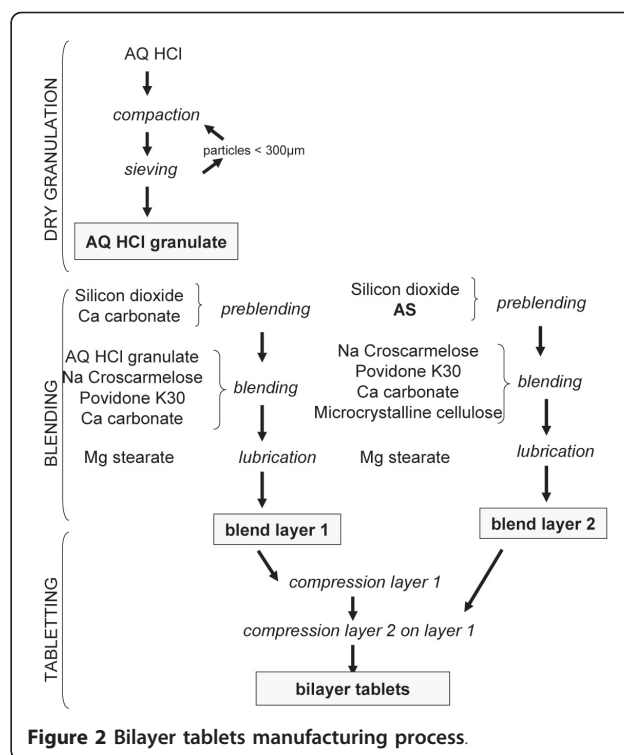 DRY GRANULATION
AQ HCl
compaction
particles < 300µm
sieving
AQ HCl granulate
BLENDING
Silicon dioxide
Ca carbonate
preblending
AQ HCl granulate
Na Croscarmelose
Povidone K30
Ca carbonate
blending
Mg stearate
lubrication
blend layer 1
Silicon dioxide
AS
preblending
Na Croscarmelose
Povidone K30
Ca carbonate
Microcrystalline cellulose
blending
Mg stearate
lubrication
blend layer 2
TABLETTING
compression layer 1
compression layer 2 on layer 1
bilayer tablets
Figure 2 Bilayer tablets manufacturing process.